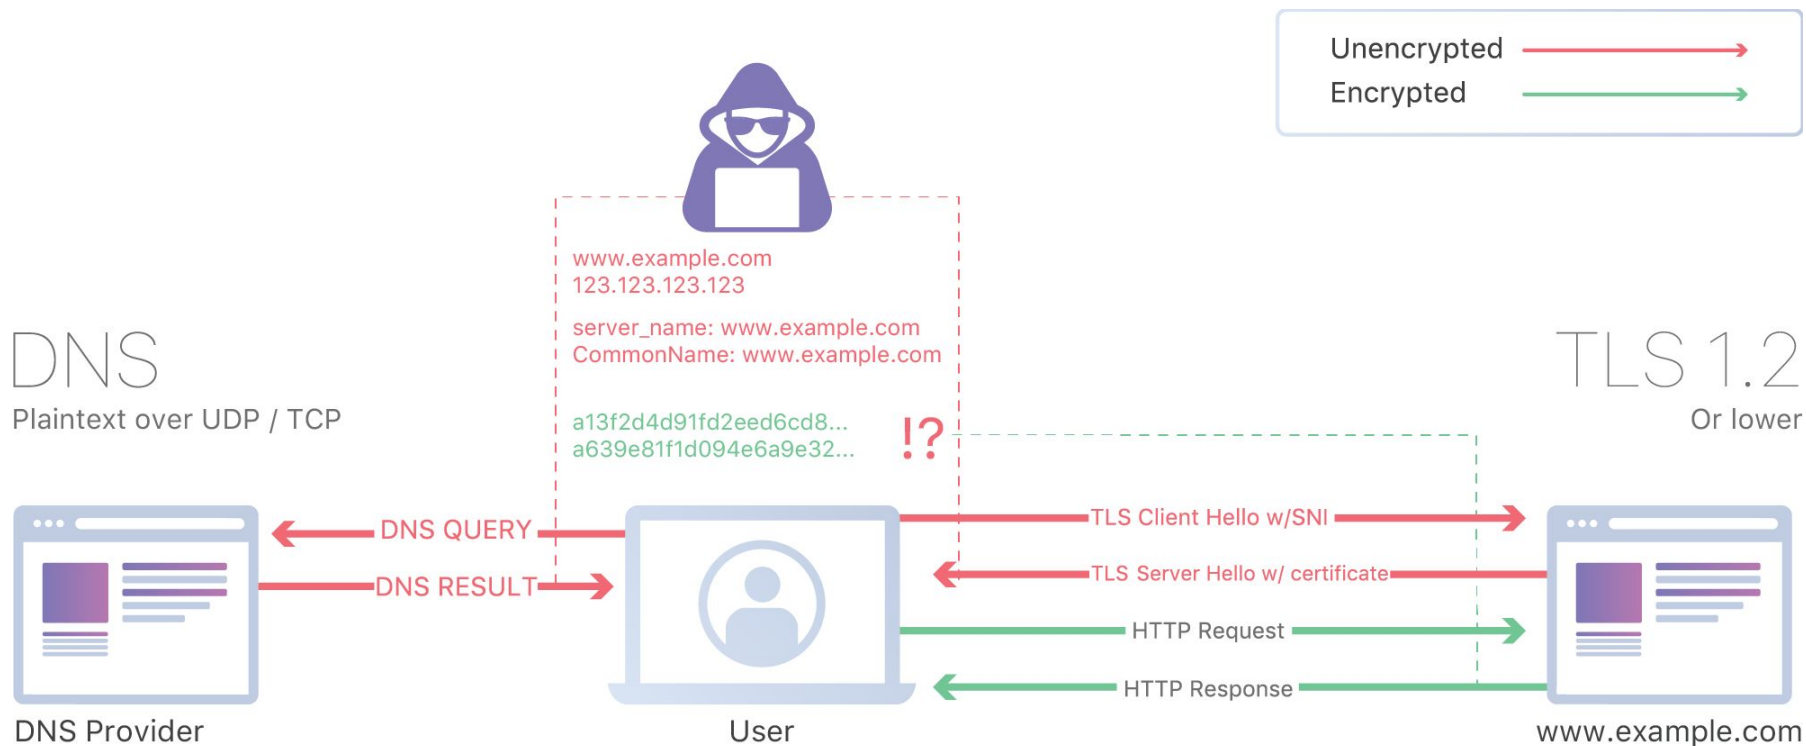 Unencrypted
Encrypted
www.example.com
123.123.123.123
server_name: www.example.com
CommonName: www.example.com
a13f2d4d91fd2eed6cd8...
a639e81f1d094e6a9e32...
!?
DNS
Plaintext over UDP / TCP
TLS 1.2
Or lower
DNS QUERY
DNS RESULT
TLS Client Hello w/SNI
TLS Server Hello w/ certificate
HTTP Request
HTTP Response
DNS Provider
User
www.example.com